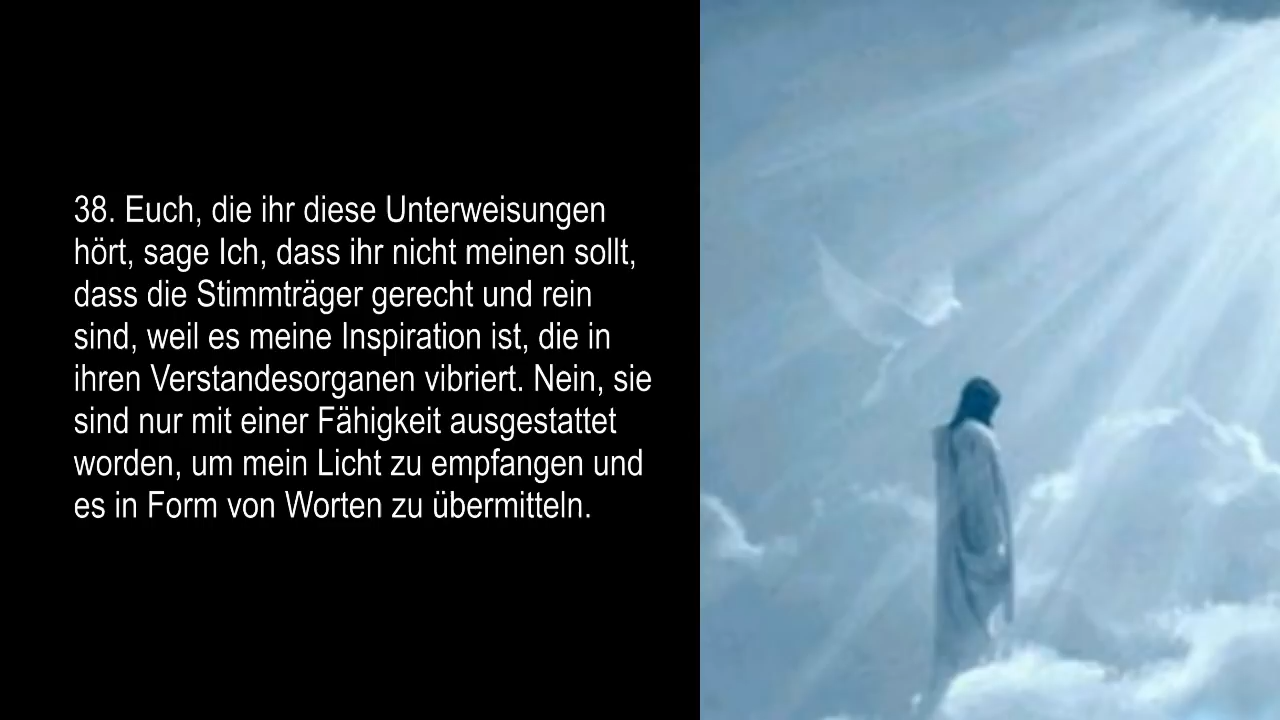 38. Euch, die ihr diese Unterweisungen
hört, sage Ich, dass ihr nicht meinen sollt,
dass die Stimmträger gerecht und rein
sind, weil es meine Inspiration ist, die in
ihren Verstandesorganen vibriert. Nein, sie
sind nur mit einer Fähigkeit ausgestattet
worden, um mein Licht zu empfangen und
es in Form von Worten zu übermitteln.